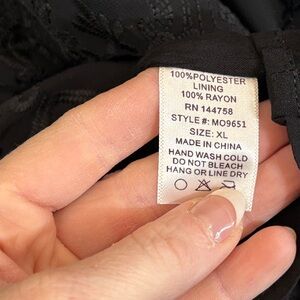 100%POLYESTER
LINING
100% RAYON
RN 144758
STYLE#: MO9651
SIZE: XL
MADE IN CHINA
HAND WASH COLD
DO NOT BLEACH
HANG OR LINE DRY